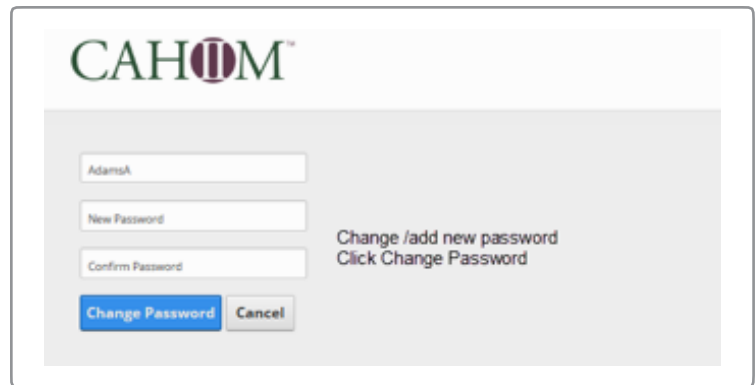 CAHIIM™
AdamsA
New Password
Confirm Password
Change /add new password
Click Change Password
Change Password Cancel